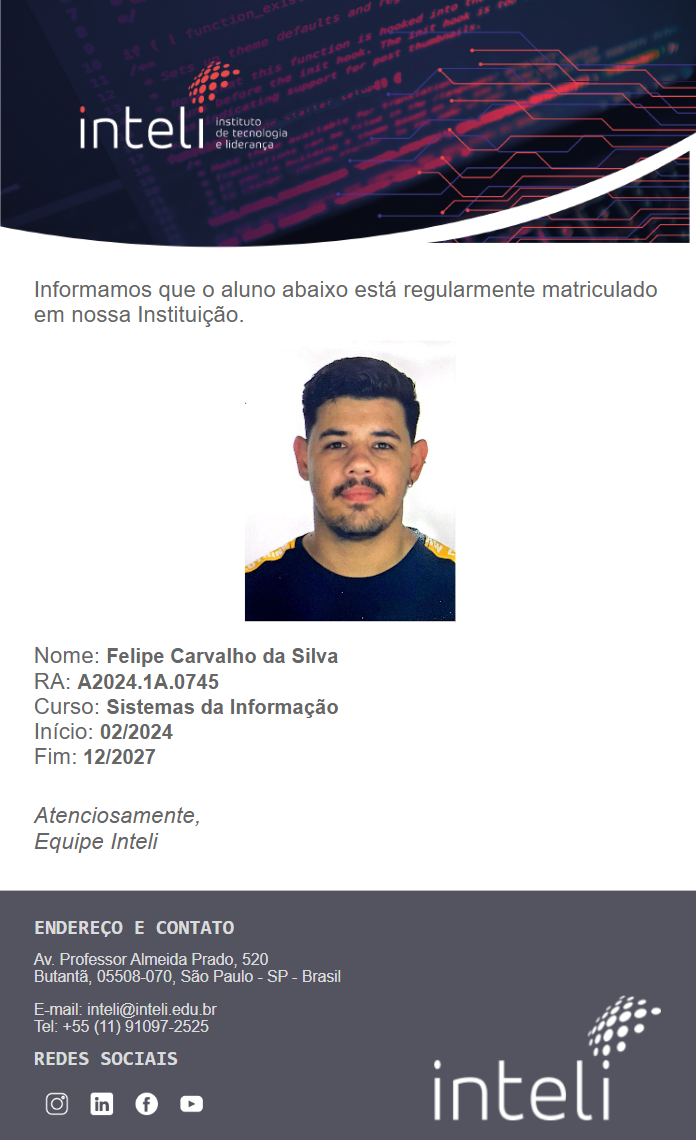 inteli
instituto
de tecnologia
e liderança
Informamos que o aluno abaixo está regularmente matriculado
em nossa Instituição.
Nome: Felipe Carvalho da Silva
RA: A2024.1A.0745
Curso: Sistemas da Informação
Início: 02/2024
Fim: 12/2027
Atenciosamente,
Equipe Inteli
ENDEREÇO E CONTATO
Av. Professor Almeida Prado, 520
Butantã, 05508-070, São Paulo - SP - Brasil
E-mail: inteli@inteli.edu.br
Tel: +55 (11) 91097-2525
REDES SOCIAIS
inteli